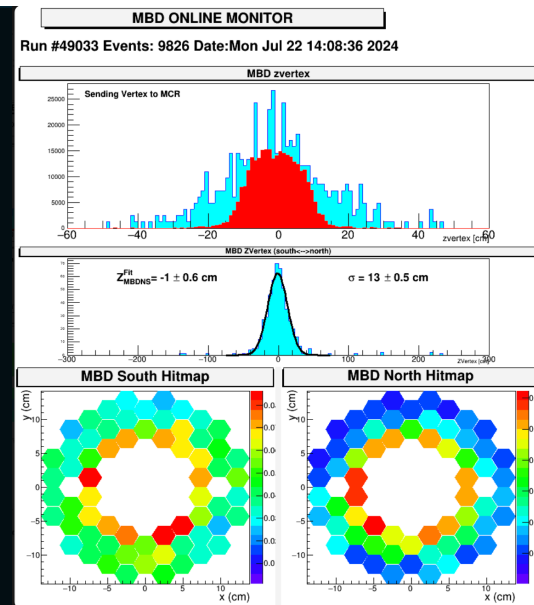 MBD ONLINE MONITOR
Run #49033 Events: 9826 Date:Mon Jul 22 14:08:36 2024
MBD zvertex
Sending Vertex to MCR
25000
20000
15000
10000
5000
0
−60 −40 −20 0 20 40 60
zvertex [cm]
MBD ZVertex (south<-->north)
Z^Fit_MBDNS = -1 ± 0.6 cm
σ = 13 ± 0.5 cm
−300 −200 −100 0 100 200 300
MBD South Hitmap
MBD North Hitmap
y (cm)
10
5
0
−5
−10
−10 −5 0 5 10
x (cm)
y (cm)
10
5
0
−5
−10
−10 −5 0 5 10
x (cm)